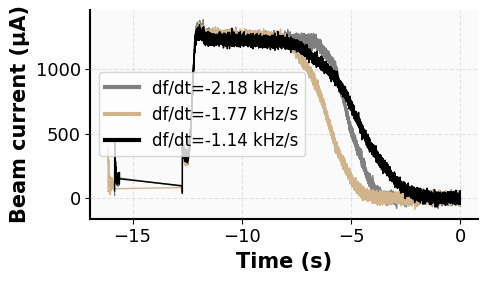 Beam current (μA)
1000
500
0
df/dt=-2.18 kHz/s
df/dt=-1.77 kHz/s
df/dt=-1.14 kHz/s
−15 −10 −5 0
Time (s)